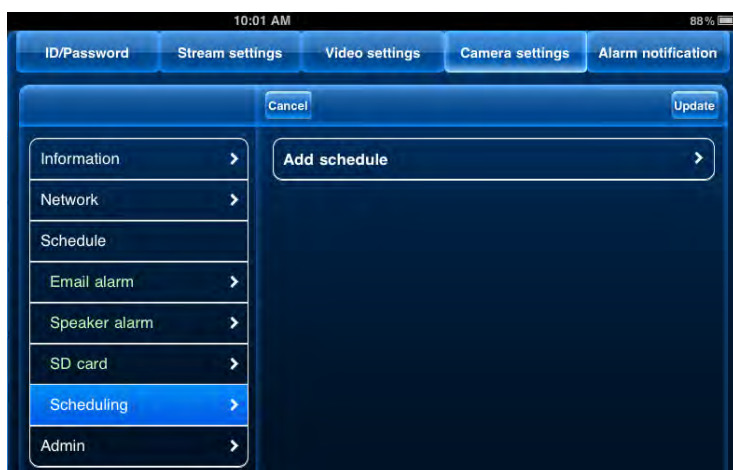 10:01 AM 88%
ID/Password Stream settings Video settings Camera settings Alarm notification
Cancel Update
Information
Add schedule
Network
Schedule
Email alarm
Speaker alarm
SD card
Scheduling
Admin